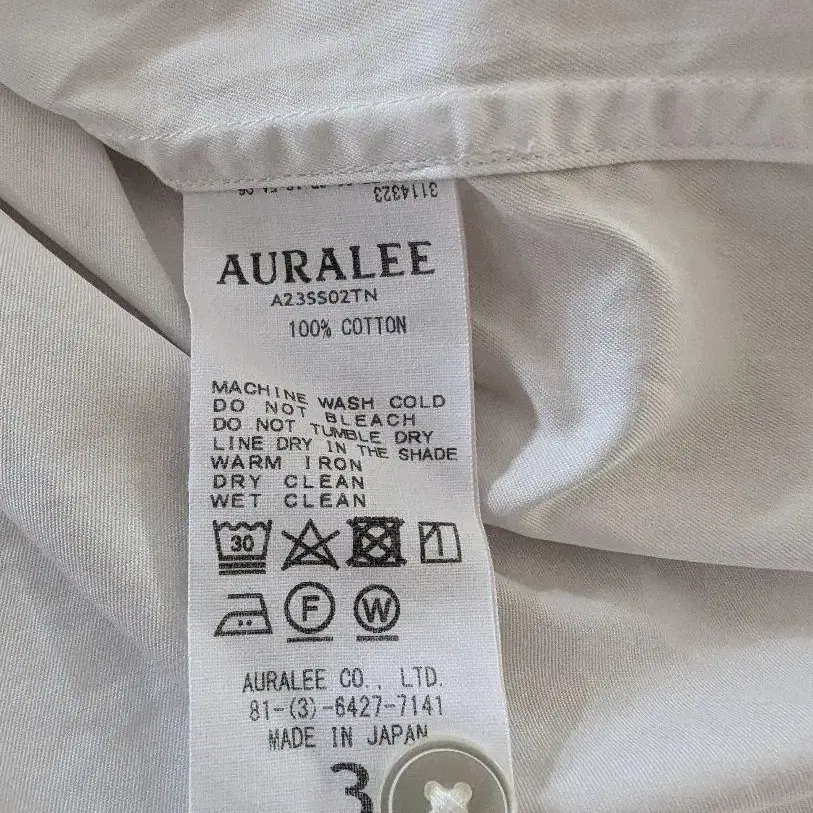 3114323
AURALEE
A23SS02TN
100% COTTON
MACHINE WASH COLD
DO NOT BLEACH
DO NOT TUMBLE DRY
LINE DRY IN THE SHADE
WARM IRON
DRY CLEAN
WET CLEAN
30
F W
AURALEE CO., LTD.
81-(3)-6427-7141
MADE IN JAPAN
3